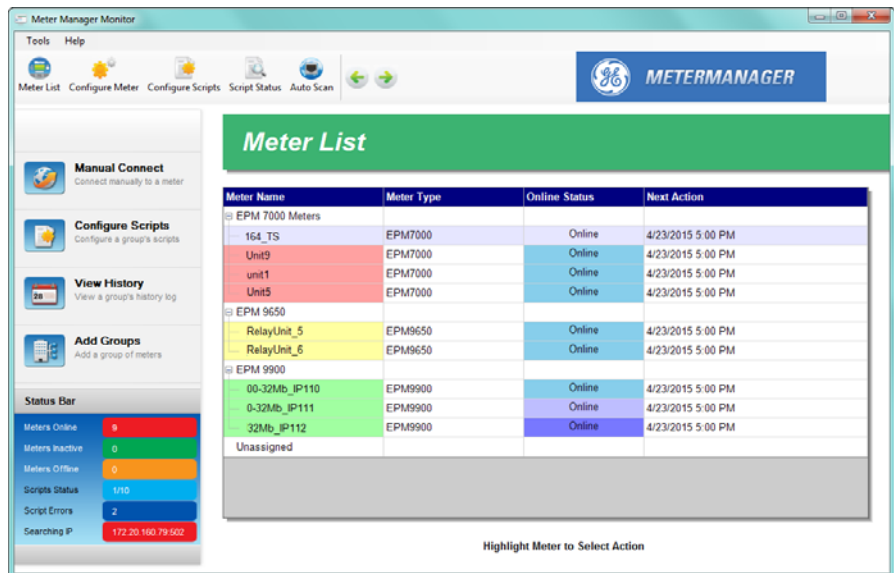 Meter Manager Monitor
Tools Help
Meter List Configure Meter Configure Scripts Script Status Auto Scan
METERMANAGER
Meter List
Manual Connect
Connect manually to a meter
Configure Scripts
Configure a group's scripts
View History
View a group's history log
Add Groups
Add a group of meters
Status Bar
Meters Online 9
Meters Inactive 0
Meters Offline 0
Scripts Status 1/10
Script Errors 2
Searching IP 172.20.160.79:502
Meter Name Meter Type Online Status Next Action
EPM 7000 Meters
164_TS EPM7000 Online 4/23/2015 5:00 PM
Unit9 EPM7000 Online 4/23/2015 5:00 PM
unit1 EPM7000 Online 4/23/2015 5:00 PM
Unit5 EPM7000 Online 4/23/2015 5:00 PM
EPM 9650
RelayUnit_5 EPM9650 Online 4/23/2015 5:00 PM
RelayUnit_6 EPM9650 Online 4/23/2015 5:00 PM
EPM 9900
00-32Mb_IP110 EPM9900 Online 4/23/2015 5:00 PM
0-32Mb_IP111 EPM9900 Online 4/23/2015 5:00 PM
32Mb_IP112 EPM9900 Online 4/23/2015 5:00 PM
Unassigned
Highlight Meter to Select Action